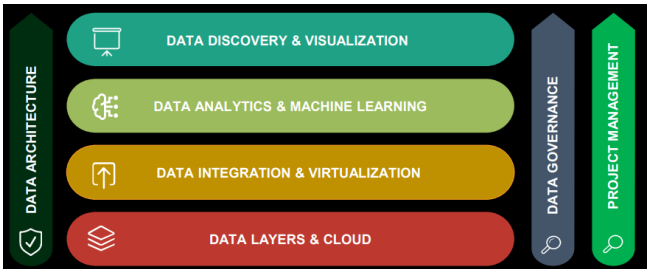 DATA ARCHITECTURE
DATA DISCOVERY & VISUALIZATION
DATA ANALYTICS & MACHINE LEARNING
DATA INTEGRATION & VIRTUALIZATION
DATA LAYERS & CLOUD
DATA GOVERNANCE
PROJECT MANAGEMENT